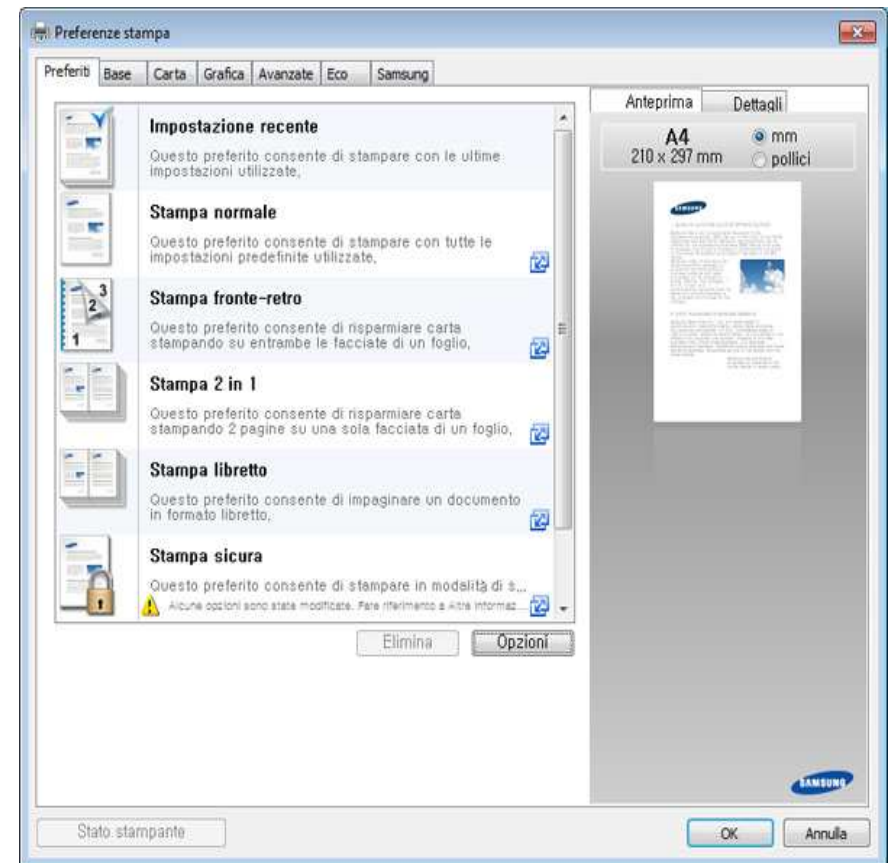 Preferenze stampa
Preferiti Base Carta Grafica Avanzate Eco Samsung
Impostazione recente
Questo preferito consente di stampare con le ultime
impostazioni utilizzate,
Stampa normale
Questo preferito consente di stampare con tutte le
impostazioni predefinite utilizzate,
Stampa fronte-retro
Questo preferito consente di risparmiare carta
stampando su entrambe le facciate di un foglio,
Stampa 2 in 1
Questo preferito consente di risparmiare carta
stampando 2 pagine su una sola facciata di un foglio,
Stampa libretto
Questo preferito consente di impaginare un documento
in formato libretto,
Stampa sicura
Questo preferito consente di stampare in modalità di s...
Alcune opzioni sono state modificate. Fare riferimento a Altre informaz...
Elimina Opzioni
Anteprima Dettagli
A4
210 x 297 mm
mm
pollici
SAMSUNG
SAMSUNG
Stato stampante
OK Annulla
3
2
1